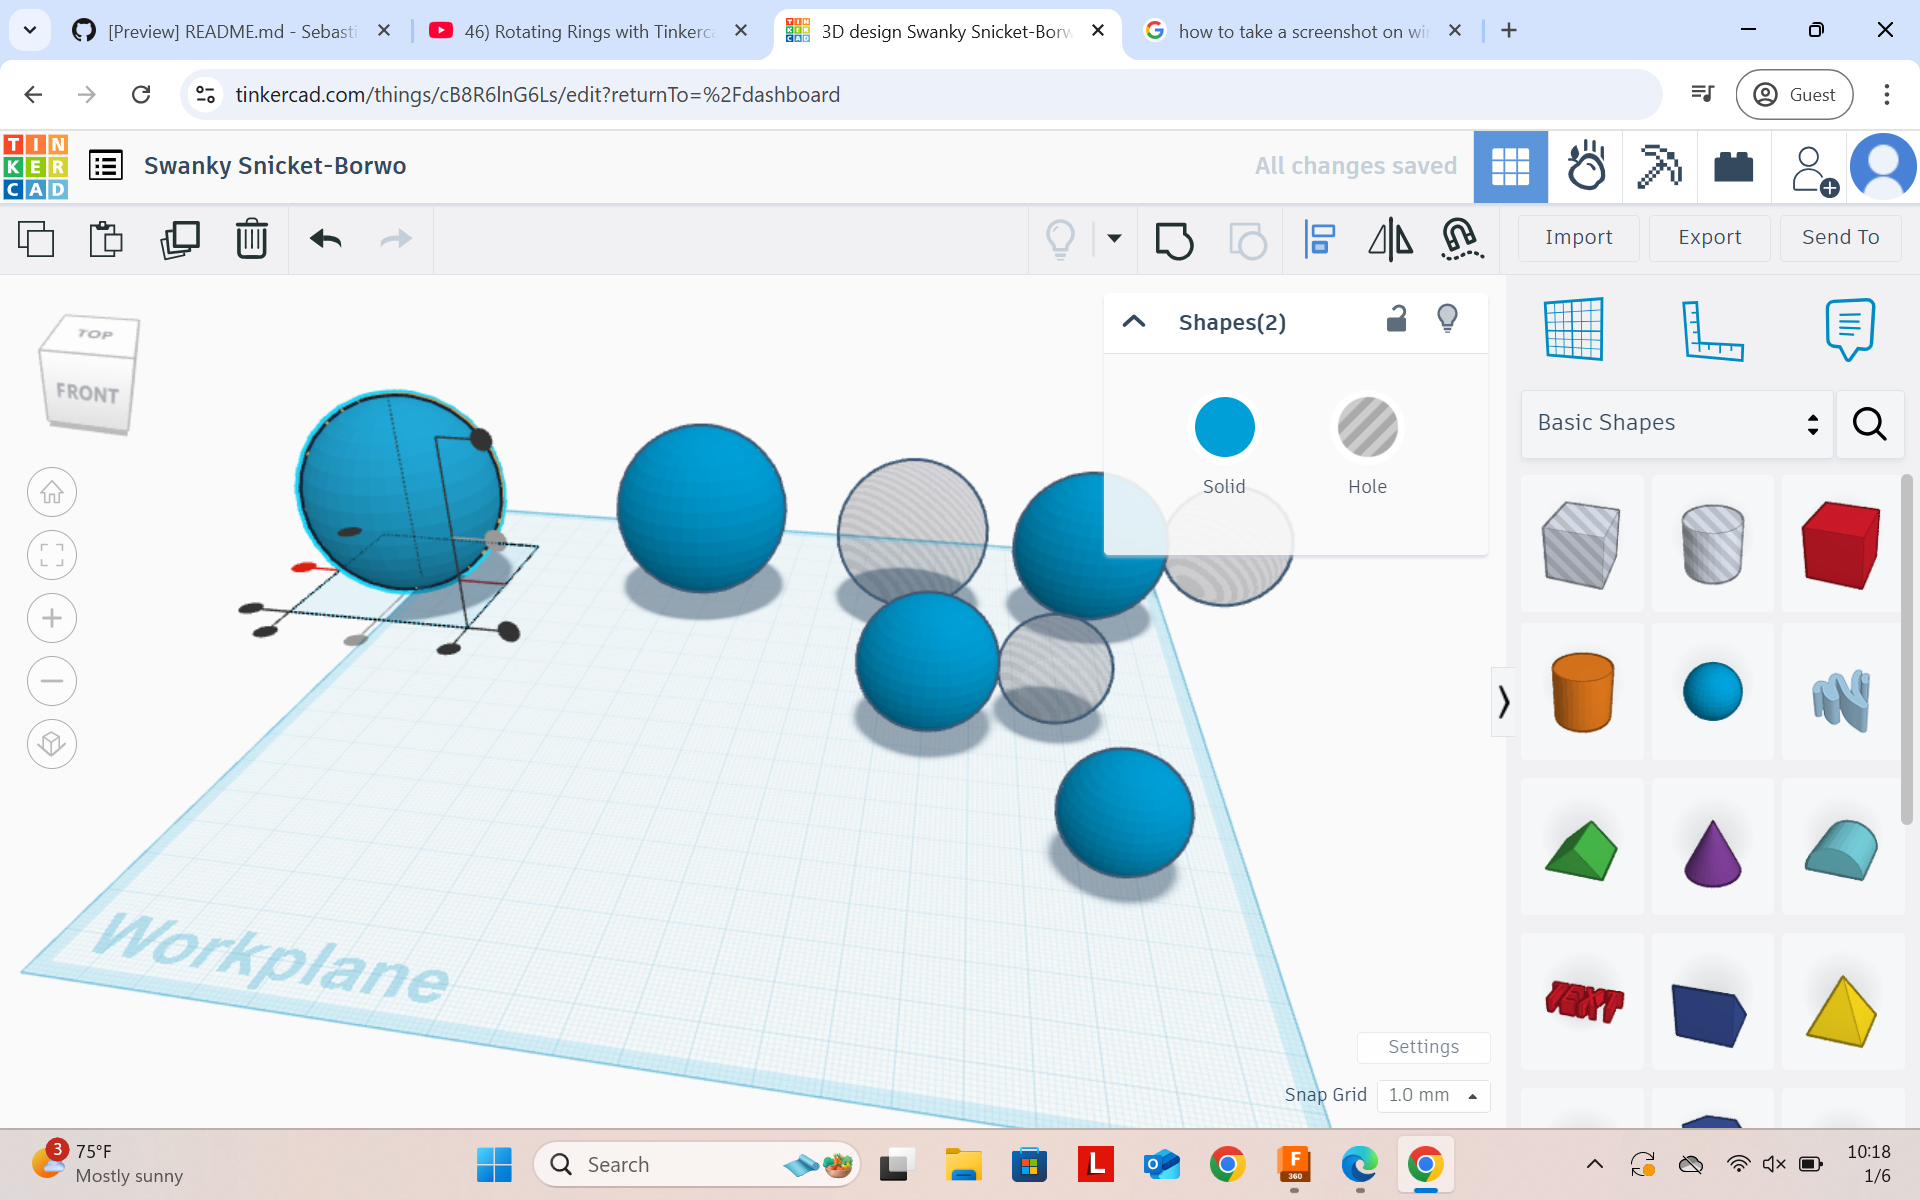 [Preview] README.md - Sebasti
46) Rotating Rings with Tinkerca
3D design Swanky Snicket-Borw
how to take a screenshot on wi
tinkercad.com/things/cB8R6lnG6Ls/edit?returnTo=%2Fdashboard
Guest
TIN
KER
CAD
Swanky Snicket-Borwo
All changes saved
Import
Export
Send To
TOP
FRONT
Shapes(2)
Solid
Hole
Basic Shapes
TEXT
Workplane
Settings
Snap Grid
1.0 mm
3
75°F
Mostly sunny
Search
L
F
360
10:18
1/6